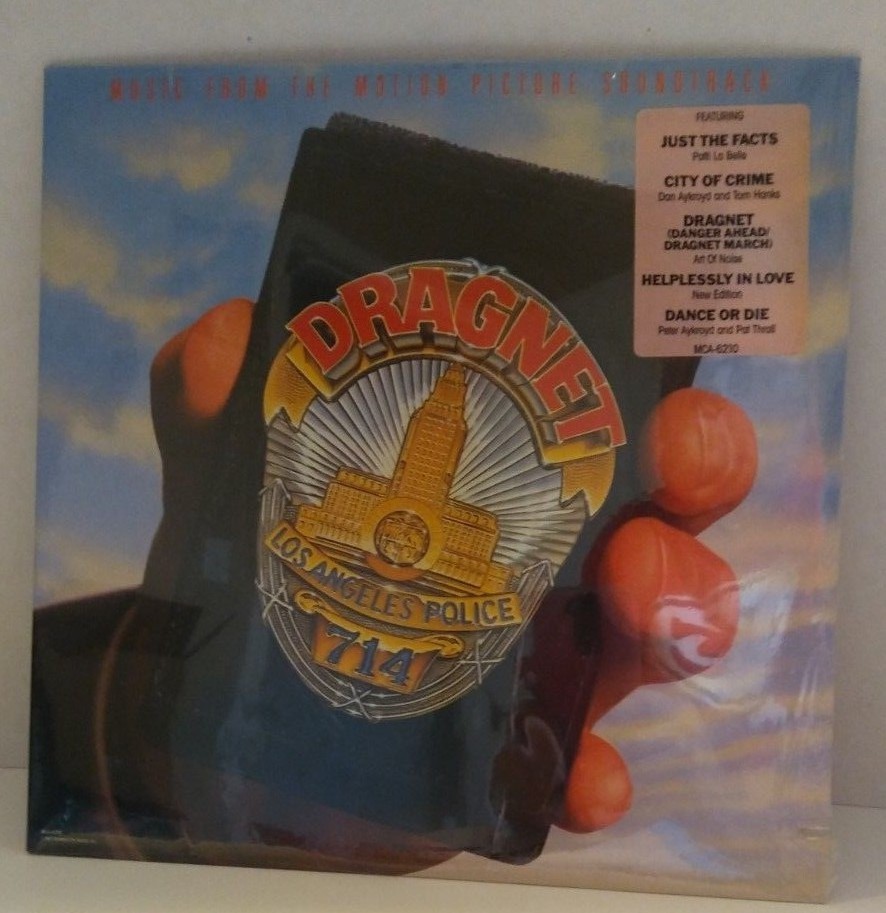 MUSIC FROM THE MOTION PICTURE SOUNDTRACK
FEATURING
JUST THE FACTS
Patti La Belle
CITY OF CRIME
Dan Aykroyd and Tom Hanks
DRAGNET
(DANGER AHEAD/
DRAGNET MARCH)
Art Of Noise
HELPLESSLY IN LOVE
New Edition
DANCE OR DIE
Peter Aykroyd and Pat Thrall
MCA-6210
DRAGNET
LOS ANGELES POLICE
714